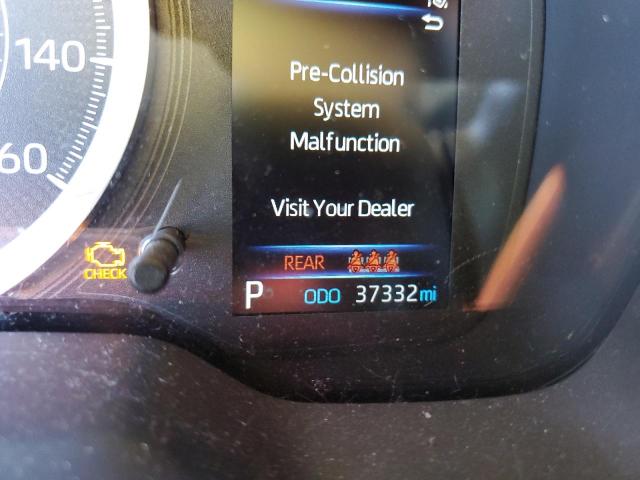 140
60
Pre-Collision
System
Malfunction
Visit Your Dealer
CHECK
REAR
P ODO 37332 mi